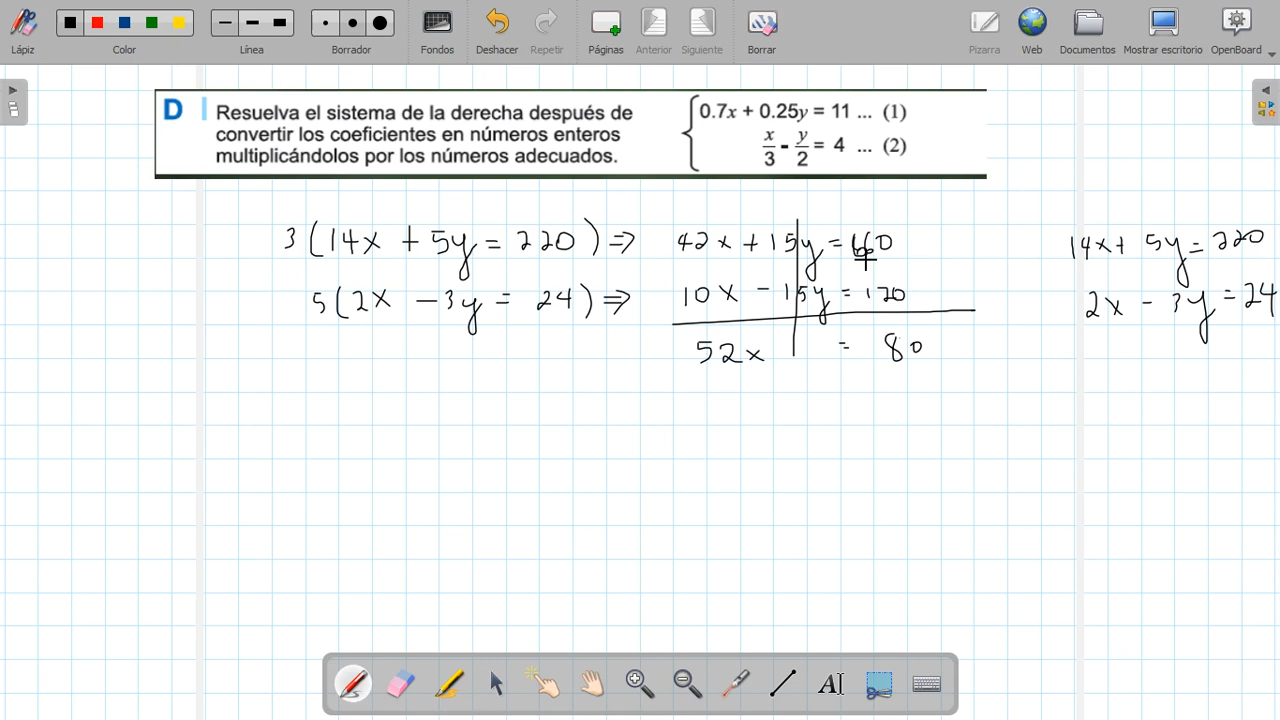 Lápiz Color Línea Borrador Fondos Deshacer Repetir Páginas Anterior Siguiente Borrar Pizarra Web Documentos Mostrar escritorio OpenBoard
D Resuelva el sistema de la derecha después de
convertir los coeficientes en números enteros
multiplicándolos por los números adecuados.
0.7x + 0.25y = 11 ... (1)
x/3 - y/2 = 4 ... (2)
3(14x + 5y = 220) ⇒ 42x + 15y =
5(2x - 3y = 24) ⇒ 10x - 15y = 120
52x = 80
14x + 5y = 220
2x - 3y = 24